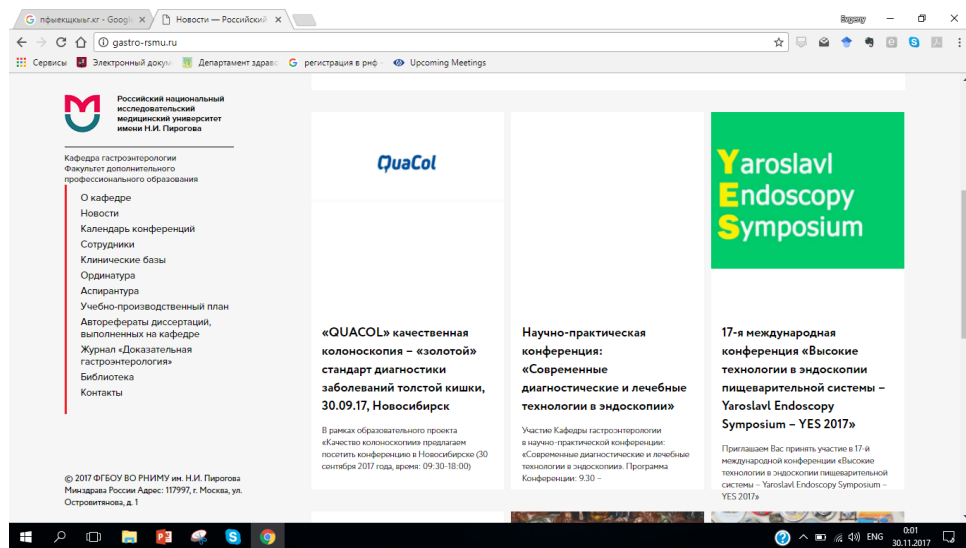 пфыекщкыьг.кг - Googl
Новости — Российский
Evgeny
gastro-rsmu.ru
Сервисы
Электронный докум
Департамент здраво
регистрация в рнф -
Upcoming Meetings
Российский национальный
исследовательский
медицинский университет
имени Н.И. Пирогова
Кафедра гастроэнтерологии
Факультет дополнительного
профессионального образования
О кафедре
Новости
Календарь конференций
Сотрудники
Клинические базы
Ординатура
Аспирантура
Учебно-производственный план
Авторефераты диссертаций,
выполненных на кафедре
Журнал «Доказательная
гастроэнтерология»
Библиотека
Контакты
© 2017 ФГБОУ ВО РНИМУ им. Н.И. Пирогова
Минздрава России Адрес: 117997, г. Москва, ул.
Островитянова, д. 1
QuaCol
«QUACOL» качественная
колоноскопия – «золотой»
стандарт диагностики
заболеваний толстой кишки,
30.09.17, Новосибирск
В рамках образовательного проекта
«Качество колоноскопии» предлагаем
посетить конференцию в Новосибирске (30
сентября 2017 года, время: 09:30-18:00)
Научно-практическая
конференция:
«Современные
диагностические и лечебные
технологии в эндоскопии»
Участие Кафедры гастроэнтерологии
в научно-практической конференции:
«Современные диагностические и лечебные
технологии в эндоскопии». Программа
Конференции: 9.30 –
Yaroslavl
Endoscopy
Symposium
17-я международная
конференция «Высокие
технологии в эндоскопии
пищеварительной системы –
Yaroslavl Endoscopy
Symposium – YES 2017»
Приглашаем Вас принять участие в 17-й
международной конференции «Высокие
технологии в эндоскопии пищеварительной
системы – Yaroslavl Endoscopy Symposium –
YES 2017»
ENG
0:01
30.11.2017